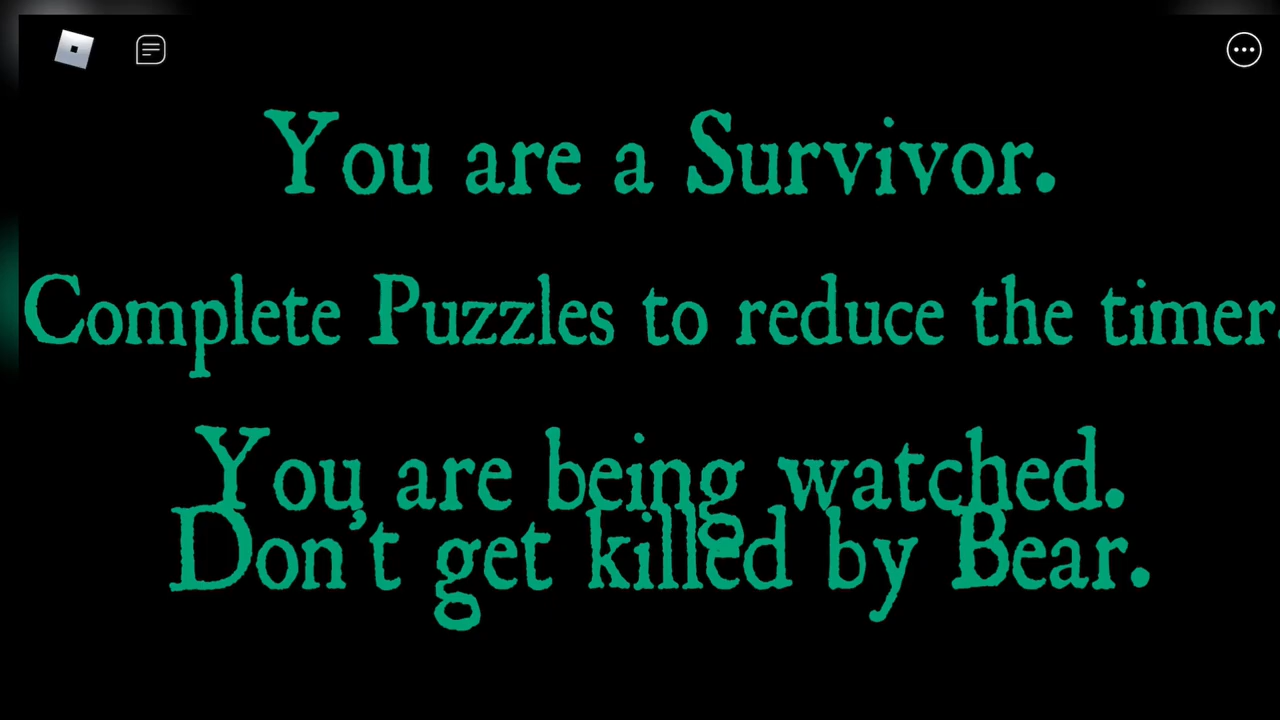 You are a Survivor.
Complete Puzzles to reduce the timer.
You are being watched.
Don't get killed by Bear.